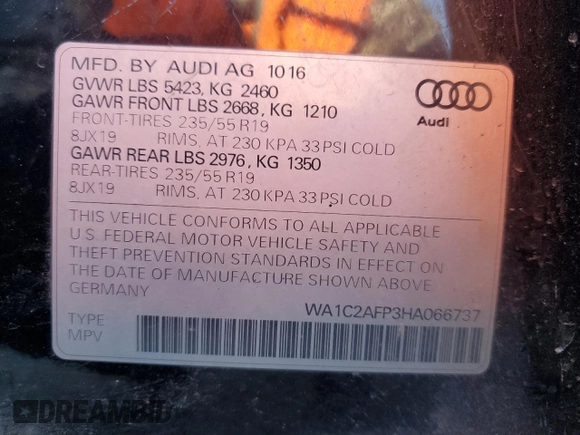 MFD. BY AUDI AG 10 16
GVWR LBS 5423, KG 2460
GAWR FRONT LBS 2668, KG 1210
FRONT-TIRES 235/55 R19
8JX19 RIMS, AT 230 KPA 33 PSI COLD
GAWR REAR LBS 2976, KG 1350
REAR-TIRES 235/55 R19
8JX19 RIMS, AT 230 KPA 33 PSI COLD
Audi
THIS VEHICLE CONFORMS TO ALL APPLICABLE
U.S. FEDERAL MOTOR VEHICLE SAFETY AND
THEFT PREVENTION STANDARDS IN EFFECT ON
THE DATE OF MANUFACTURE SHOWN ABOVE
GERMANY
WA1C2AFP3HA066737
TYPE:
MPV
DREAMBID